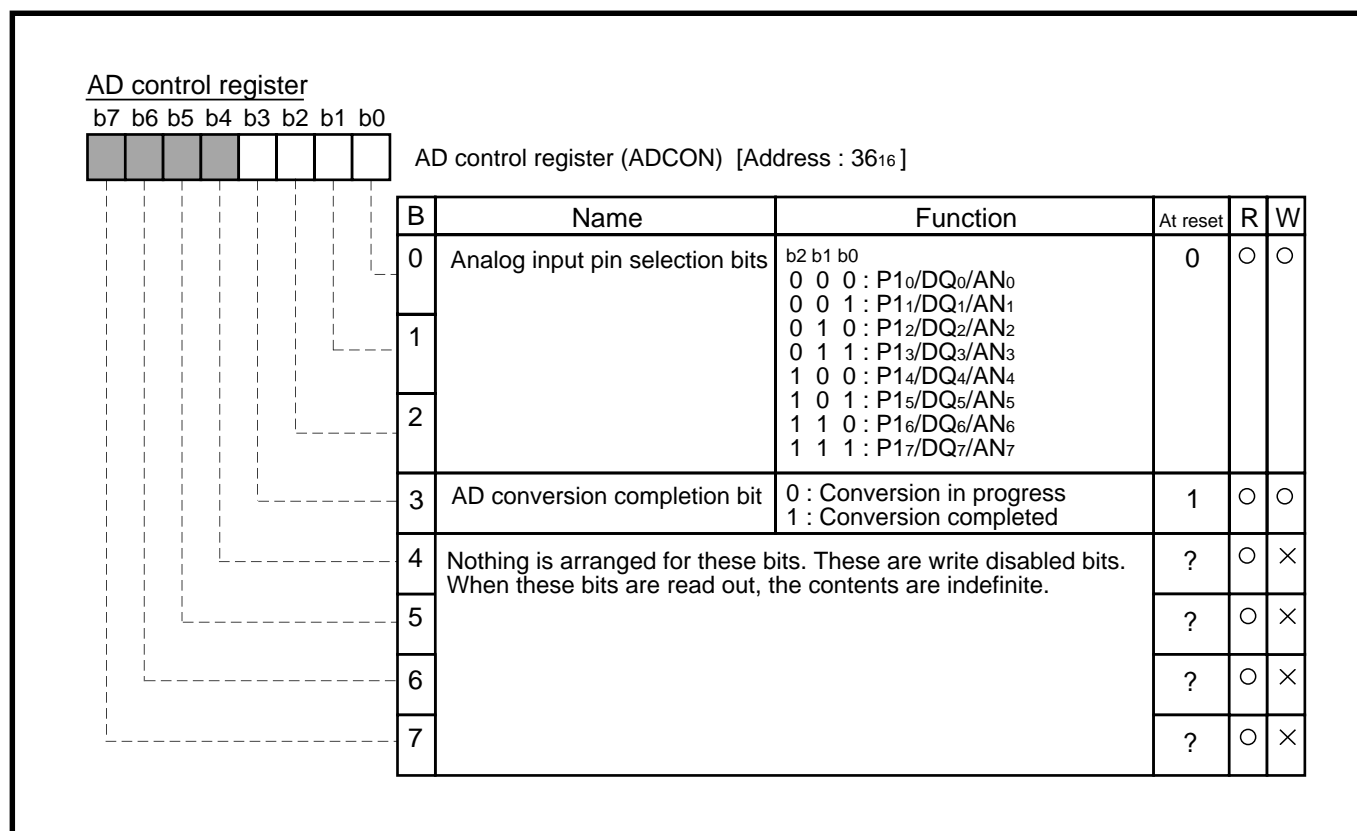 AD control register
b7 b6 b5 b4 b3 b2 b1 b0
AD control register (ADCON) [Address : 36₁₆]
B Name Function At reset R W
0 Analog input pin selection bits b2 b1 b0 0 ○ ○
0 0 0 : P1₀/DQ₀/AN₀
0 0 1 : P1₁/DQ₁/AN₁
1 0 1 0 : P1₂/DQ₂/AN₂
0 1 1 : P1₃/DQ₃/AN₃
1 0 0 : P1₄/DQ₄/AN₄
2 1 0 1 : P1₅/DQ₅/AN₅
1 1 0 : P1₆/DQ₆/AN₆
1 1 1 : P1₇/DQ₇/AN₇
3 AD conversion completion bit 0 : Conversion in progress 1 ○ ○
1 : Conversion completed
4 Nothing is arranged for these bits. These are write disabled bits. ? ○ ×
When these bits are read out, the contents are indefinite.
5 ? ○ ×
6 ? ○ ×
7 ? ○ ×